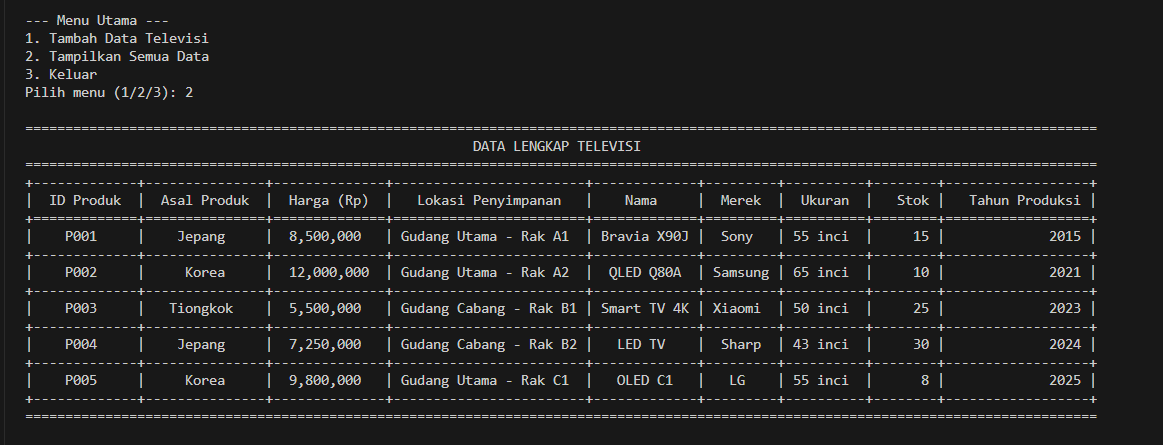 --- Menu Utama ---
1. Tambah Data Televisi
2. Tampilkan Semua Data
3. Keluar
Pilih menu (1/2/3): 2
======================================================================================================================================
DATA LENGKAP TELEVISI
======================================================================================================================================
+-------------+---------------+--------------+------------------------+-------------+---------+----------+--------+------------------+
| ID Produk | Asal Produk | Harga (Rp) | Lokasi Penyimpanan | Nama | Merek | Ukuran | Stok | Tahun Produksi |
+=============+===============+==============+========================+=============+=========+==========+========+==================+
| P001 | Jepang | 8,500,000 | Gudang Utama - Rak A1 | Bravia X90J | Sony | 55 inci | 15 | 2015 |
+-------------+---------------+--------------+------------------------+-------------+---------+----------+--------+------------------+
| P002 | Korea | 12,000,000 | Gudang Utama - Rak A2 | QLED Q80A | Samsung | 65 inci | 10 | 2021 |
+-------------+---------------+--------------+------------------------+-------------+---------+----------+--------+------------------+
| P003 | Tiongkok | 5,500,000 | Gudang Cabang - Rak B1 | Smart TV 4K | Xiaomi | 50 inci | 25 | 2023 |
+-------------+---------------+--------------+------------------------+-------------+---------+----------+--------+------------------+
| P004 | Jepang | 7,250,000 | Gudang Cabang - Rak B2 | LED TV | Sharp | 43 inci | 30 | 2024 |
+-------------+---------------+--------------+------------------------+-------------+---------+----------+--------+------------------+
| P005 | Korea | 9,800,000 | Gudang Utama - Rak C1 | OLED C1 | LG | 55 inci | 8 | 2025 |
+-------------+---------------+--------------+------------------------+-------------+---------+----------+--------+------------------+
======================================================================================================================================